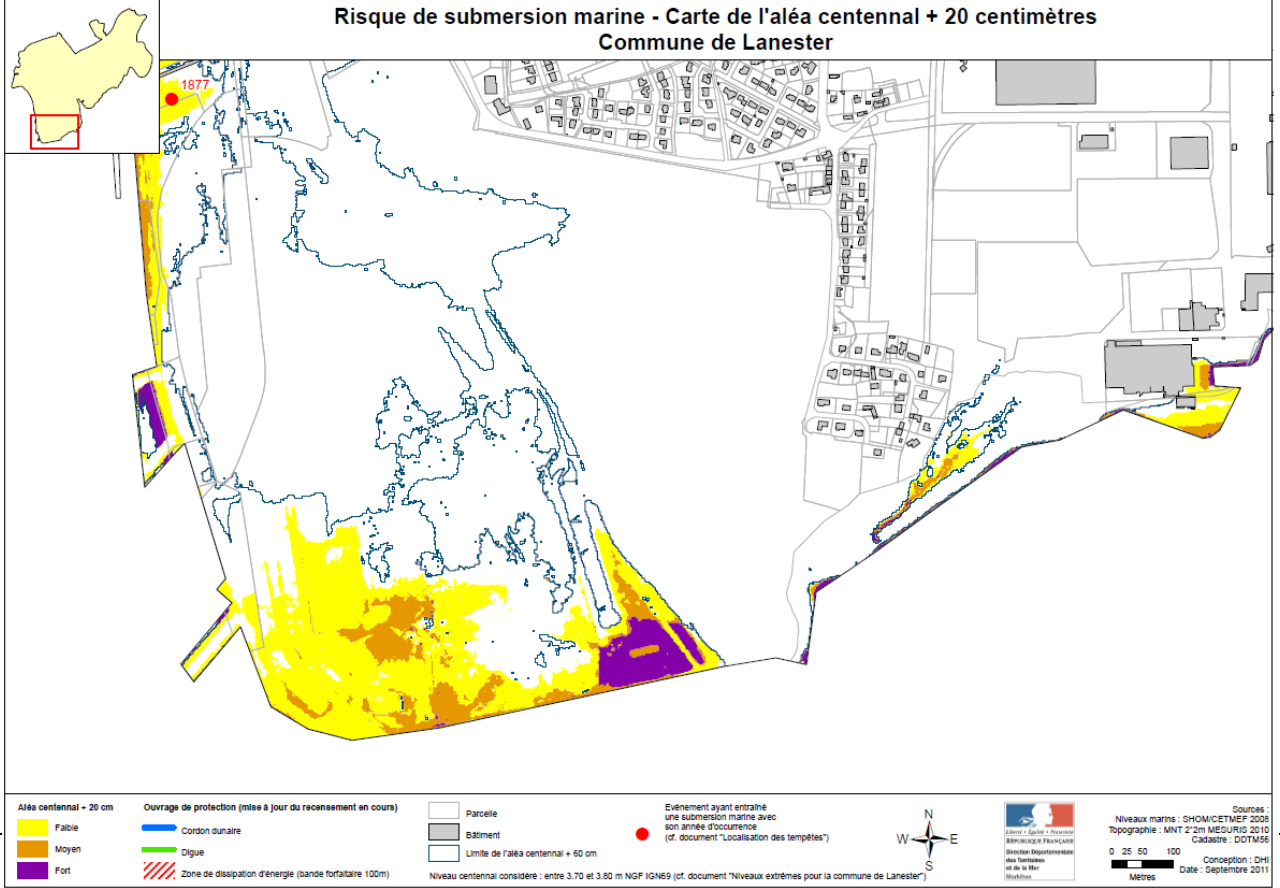 Risque de submersion marine - Carte de l'aléa centennal + 20 centimètres
Commune de Lanester
1877
Aléa centennal + 20 cm
Faible
Moyen
Fort
Ouvrage de protection (mise à jour du recensement en cours)
Cordon dunaire
Digue
Zone de dissipation d'énergie (bande forfaitaire 100m)
Parcelle
Bâtiment
Limite de l'aléa centennal + 60 cm
Evénement ayant entraîné
une submersion marine avec
son année d'occurrence
(cf. document "Localisation des tempêtes")
Niveau centennal considéré : entre 3.70 et 3.80 m NGF IGN69 (cf. document "Niveaux extrêmes pour la commune de Lanester")
N
W E
S
Liberté • Égalité • Fraternité
RÉPUBLIQUE FRANÇAISE
Direction Départementale
des Territoires
et de la Mer
Morbihan
Sources :
Niveaux marins : SHOM/CETMEF 2008
Topographie : MNT 2*2m MESURIS 2010
Cadastre : DDTM56
0 25 50 100
Mètres
Conception : DHI
Date : Septembre 2011